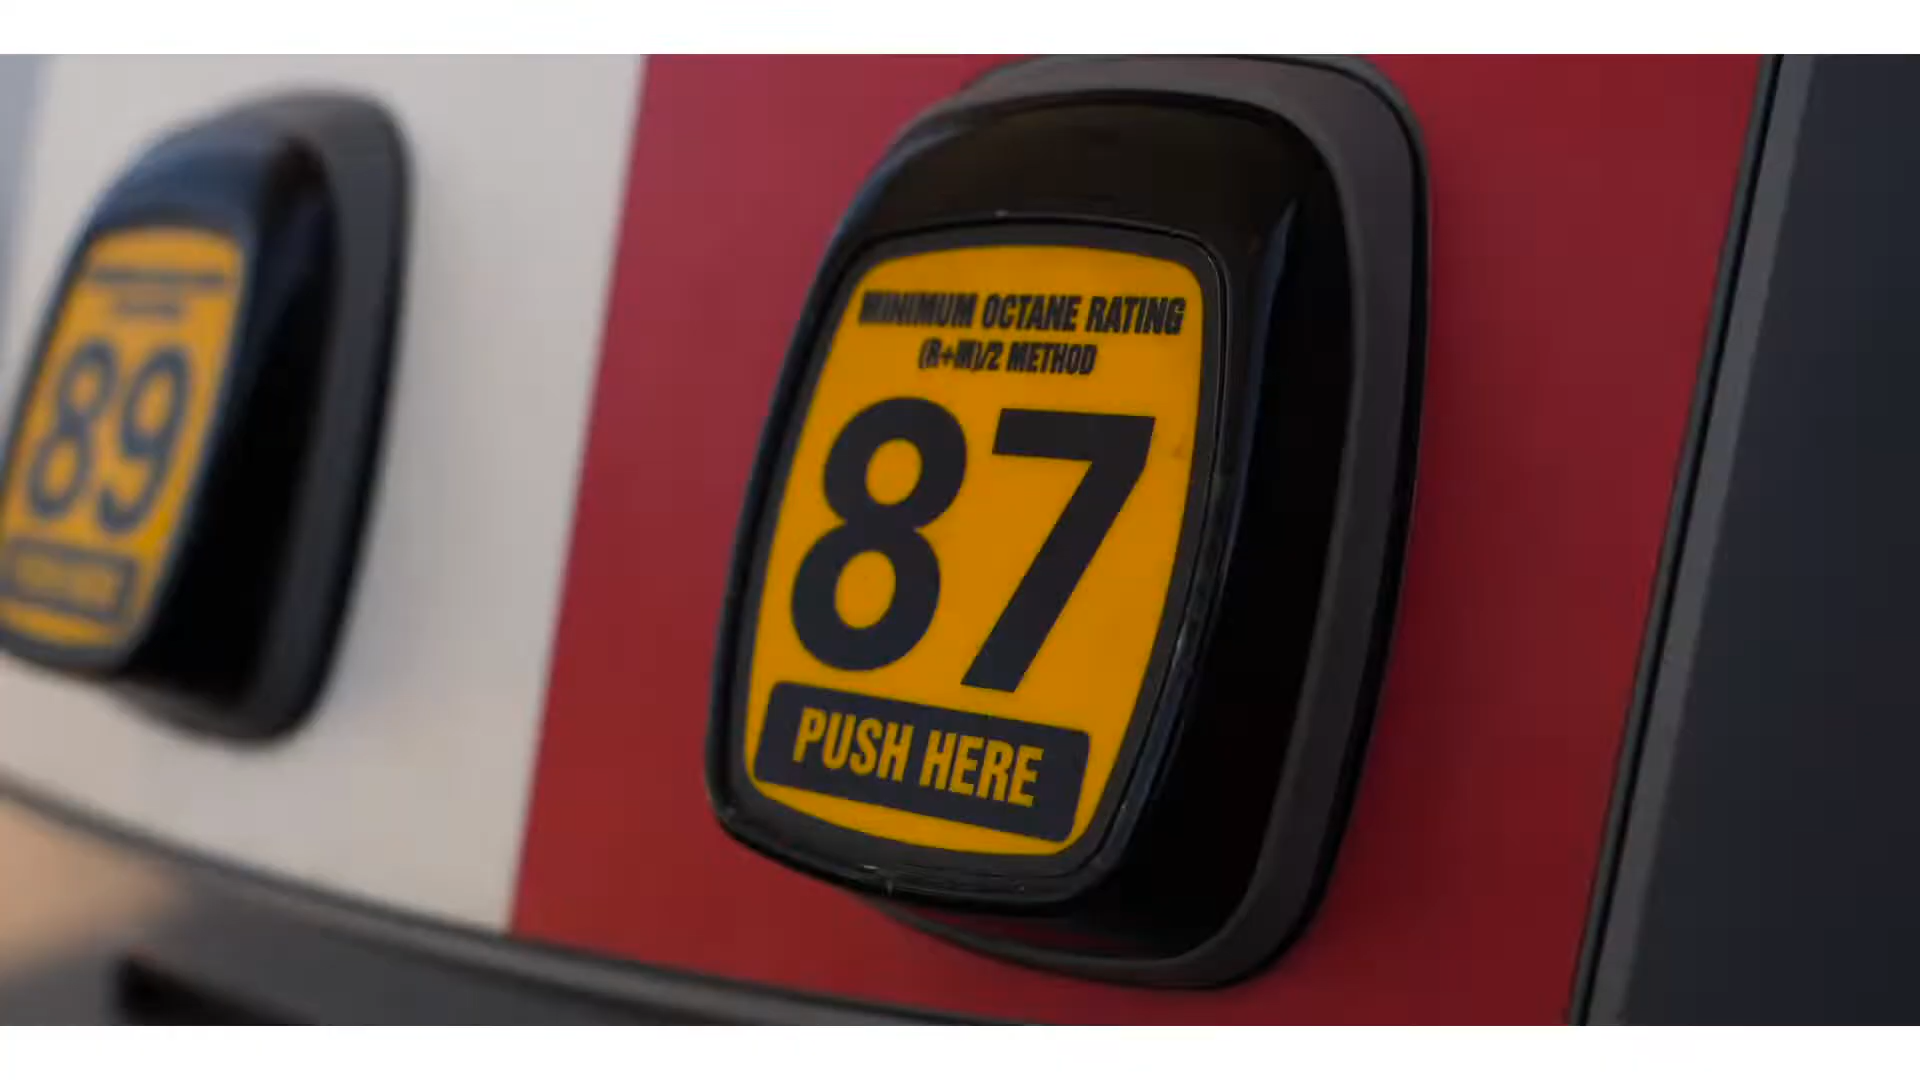 MINIMUM OCTANE RATING
(R+M)/2 METHOD
87
PUSH HERE
89